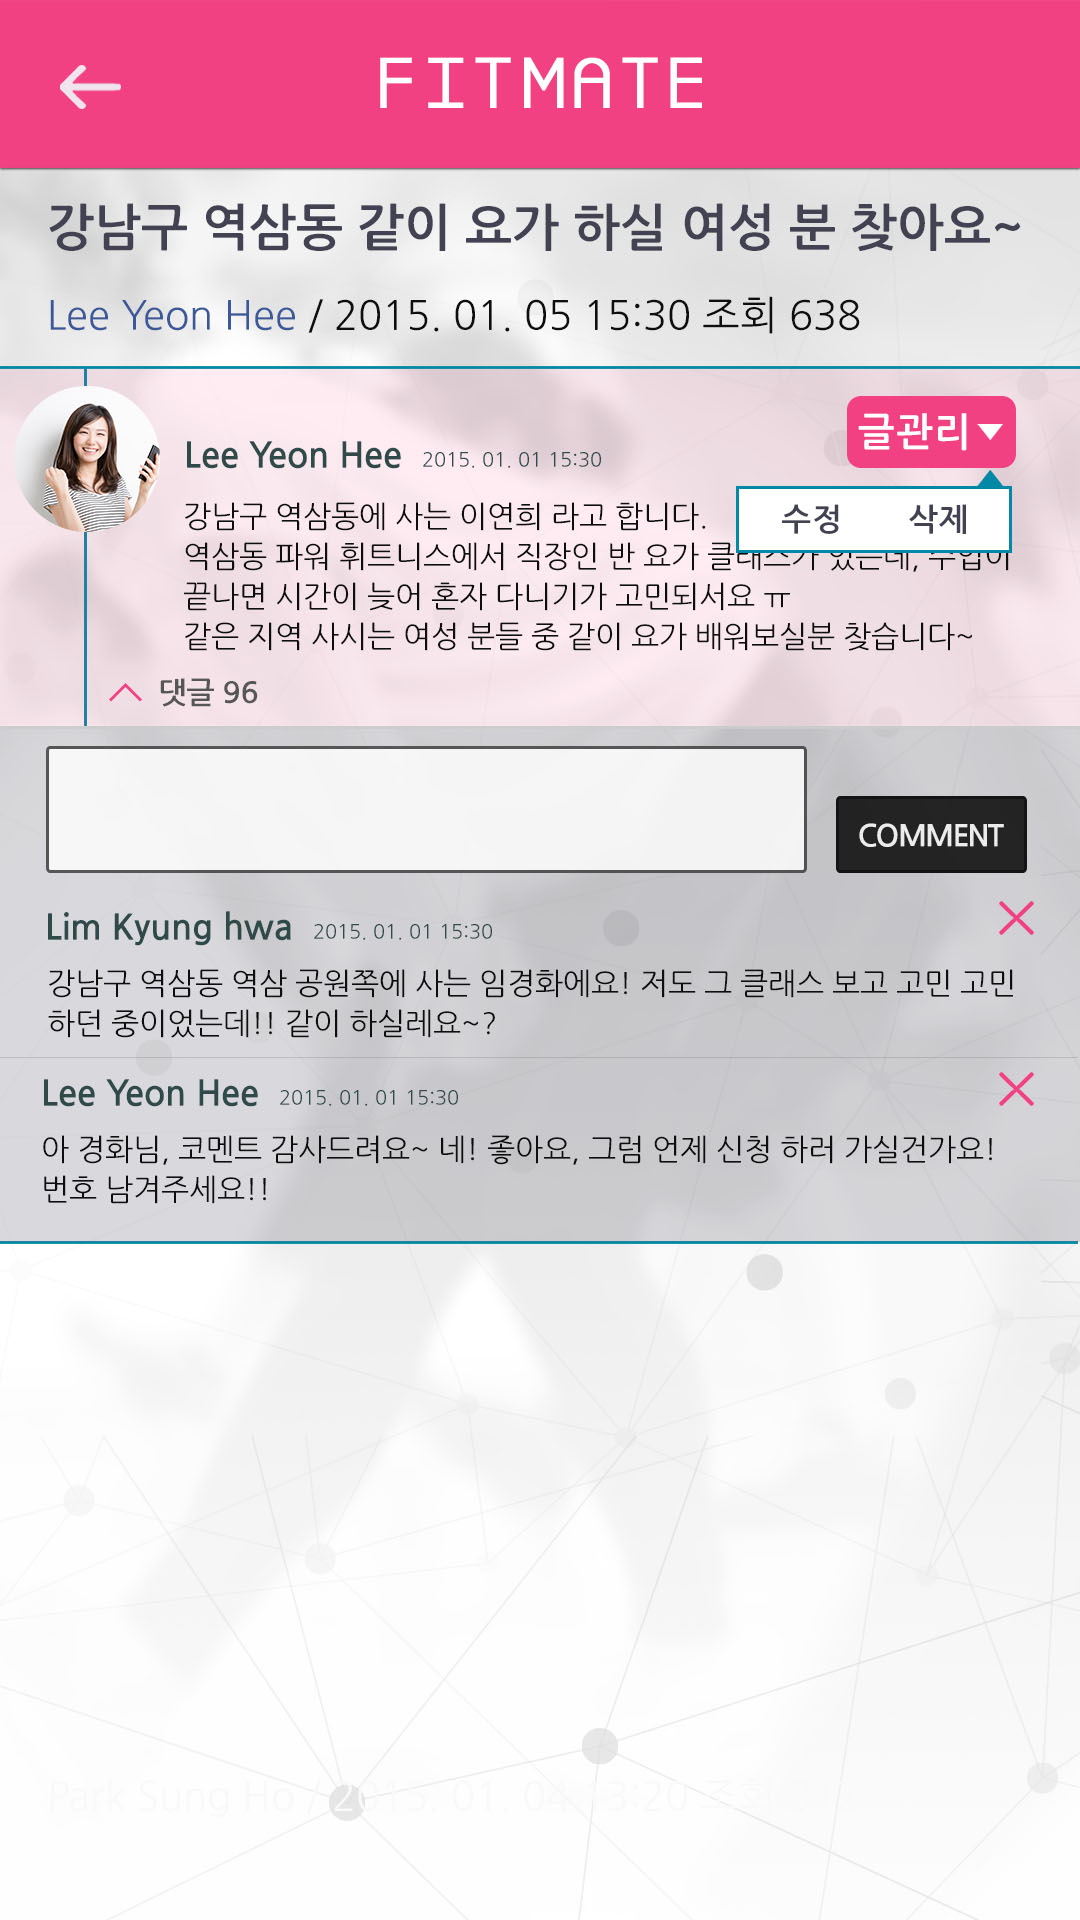 FITMATE
강남구 역삼동 같이 요가 하실 여성 분 찾아요~
Lee Yeon Hee / 2015. 01. 05 15:30 조회 638
글관리
Lee Yeon Hee 2015. 01. 01 15:30
수정 삭제
강남구 역삼동에 사는 이연희 라고 합니다.
역삼동 파워 휘트니스에서 직장인 반 요가 클래스가 있는데, 수업이
끝나면 시간이 늦어 혼자 다니기가 고민되서요 ㅠ
같은 지역 사시는 여성 분들 중 같이 요가 배워보실분 찾습니다~
댓글 96
COMMENT
Lim Kyung hwa 2015. 01. 01 15:30
강남구 역삼동 역삼 공원쪽에 사는 임경화에요! 저도 그 클래스 보고 고민 고민
하던 중이었는데!! 같이 하실레요~?
Lee Yeon Hee 2015. 01. 01 15:30
아 경화님, 코멘트 감사드려요~ 네! 좋아요, 그럼 언제 신청 하러 가실건가요!
번호 남겨주세요!!
Park Sung Ho / 2015. 01. 04 13:20 조회